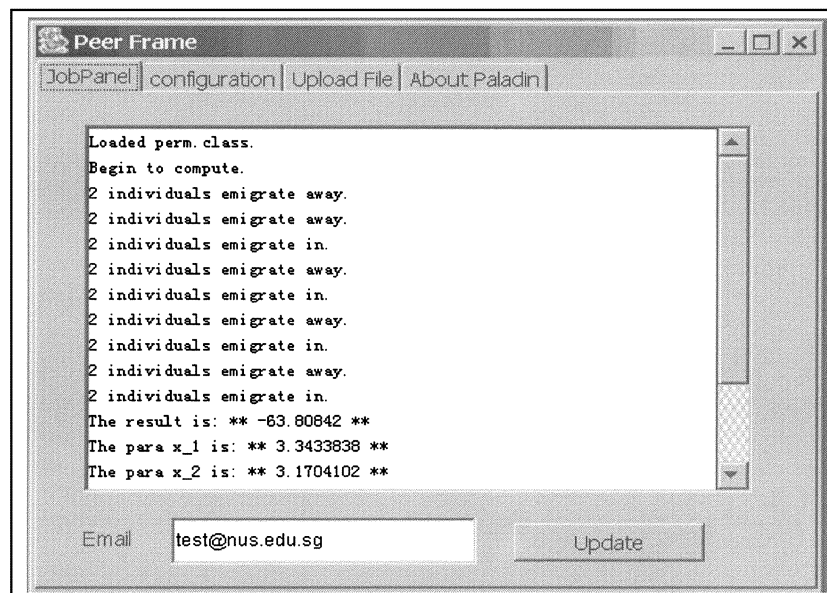 Peer Frame
JobPanel configuration Upload File About Paladin
Loaded perm.class.
Begin to compute.
2 individuals emigrate away.
2 individuals emigrate away.
2 individuals emigrate in.
2 individuals emigrate away.
2 individuals emigrate in.
2 individuals emigrate away.
2 individuals emigrate in.
2 individuals emigrate away.
2 individuals emigrate in.
The result is: ** -63.80842 **
The para x_1 is: ** 3.3433838 **
The para x_2 is: ** 3.1704102 **
Email test@nus.edu.sg Update